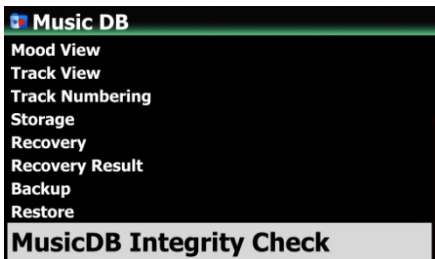 Music DB
Mood View
Track View
Track Numbering
Storage
Recovery
Recovery Result
Backup
Restore
MusicDB Integrity Check